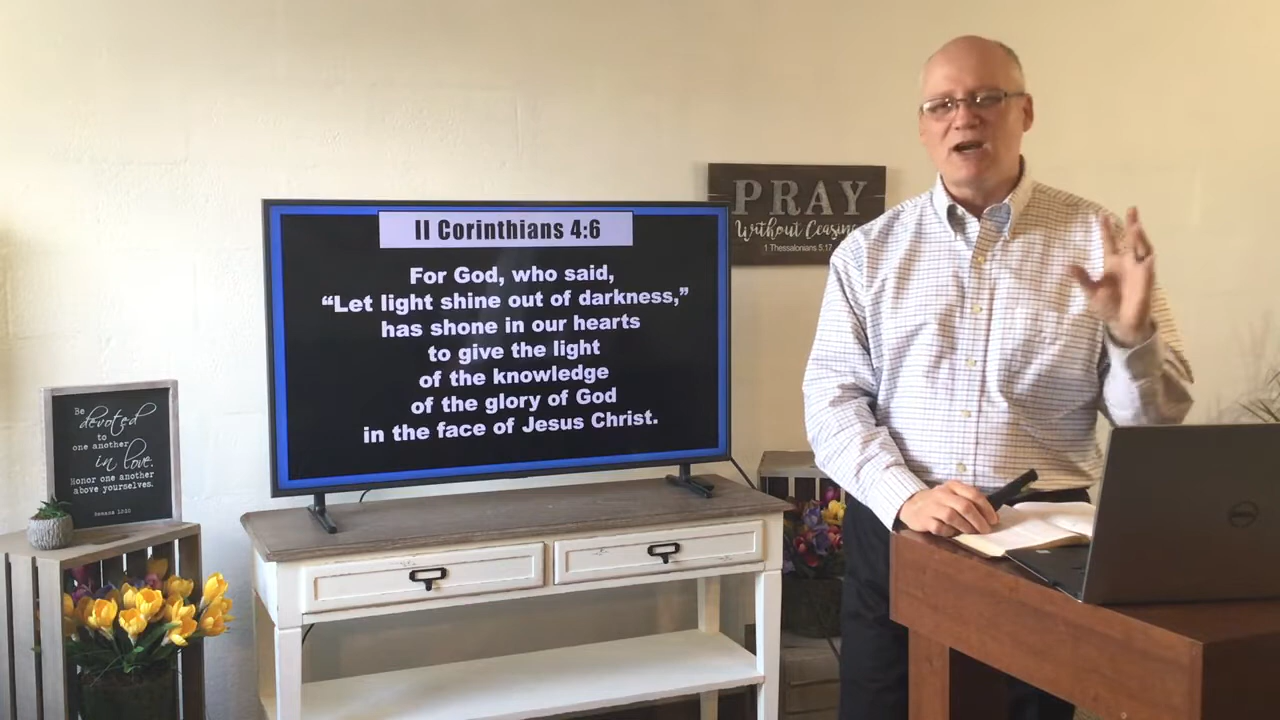 II Corinthians 4:6
For God, who said,
“Let light shine out of darkness,”
has shone in our hearts
to give the light
of the knowledge
of the glory of God
in the face of Jesus Christ.
PRAY
Without Ceasing
1 Thessalonians 5:17
Be
devoted
to
one another
in love.
Honor one another
above yourselves.
Romans 12:10
DELL